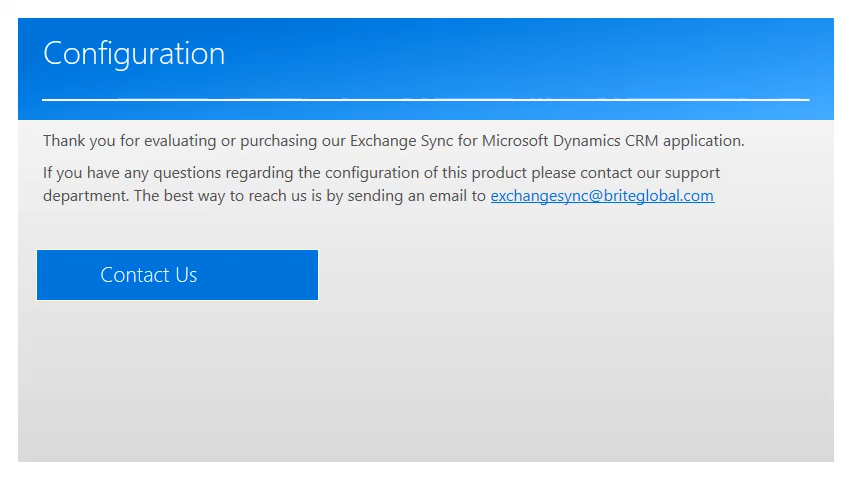 Configuration
Thank you for evaluating or purchasing our Exchange Sync for Microsoft Dynamics CRM application.
If you have any questions regarding the configuration of this product please contact our support
department. The best way to reach us is by sending an email to exchangesync@briteglobal.com
Contact Us